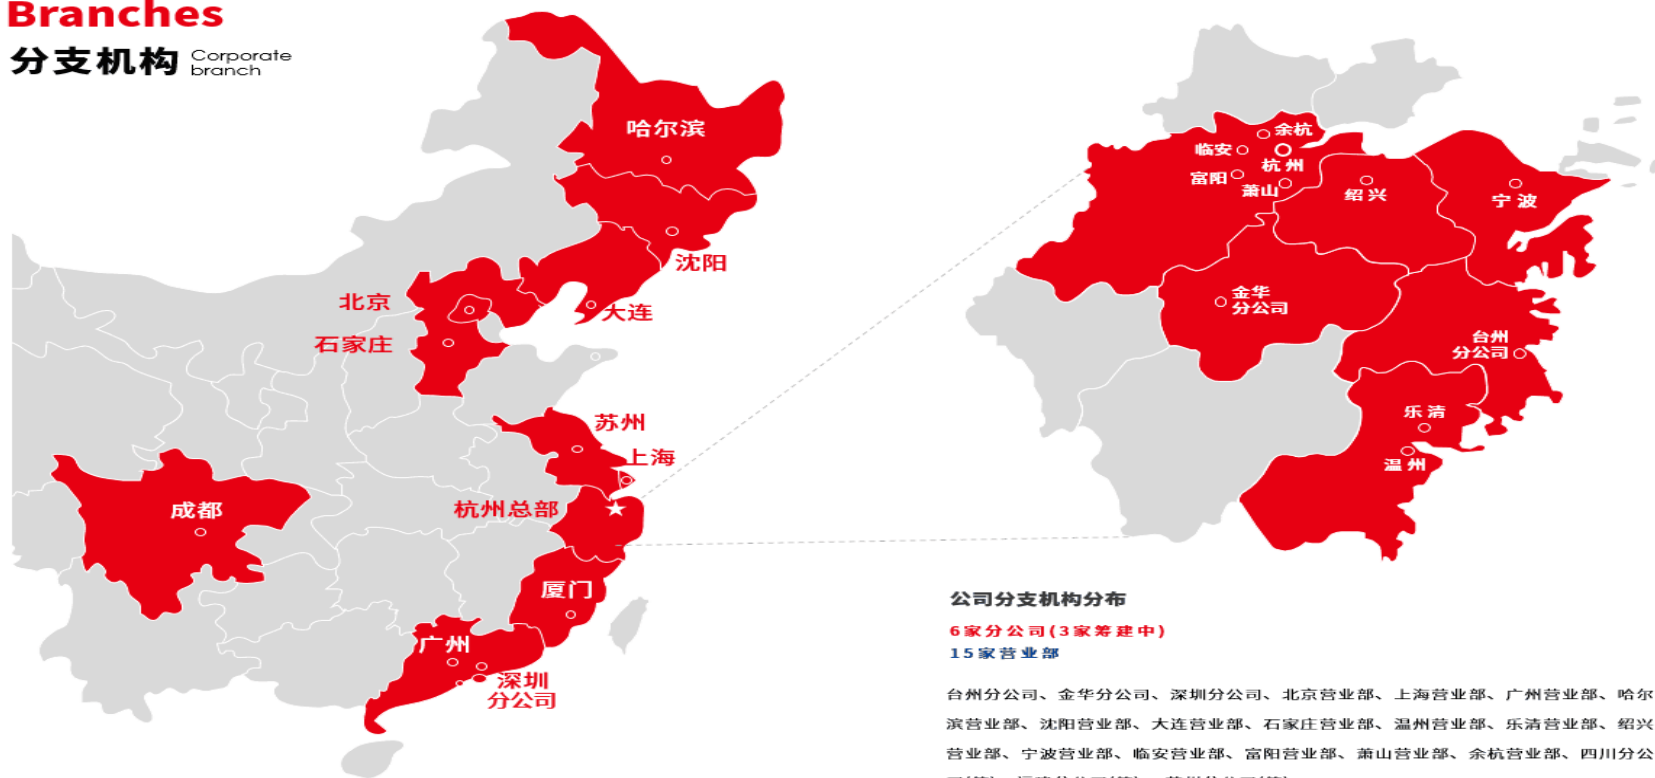 Branches
分支机构
Corporate
branch
哈尔滨
沈阳
大连
北京
石家庄
苏州
上海
杭州总部
成都
厦门
广州
深圳
分公司
余杭
临安
杭州
富阳
萧山
绍兴
宁波
金华
分公司
台州
分公司
乐清
温州
公司分支机构分布
6家分公司(3家筹建中)
15家营业部
台州分公司、金华分公司、深圳分公司、北京营业部、上海营业部、广州营业部、哈尔
滨营业部、沈阳营业部、大连营业部、石家庄营业部、温州营业部、乐清营业部、绍兴
营业部、宁波营业部、临安营业部、富阳营业部、萧山营业部、余杭营业部、四川分公